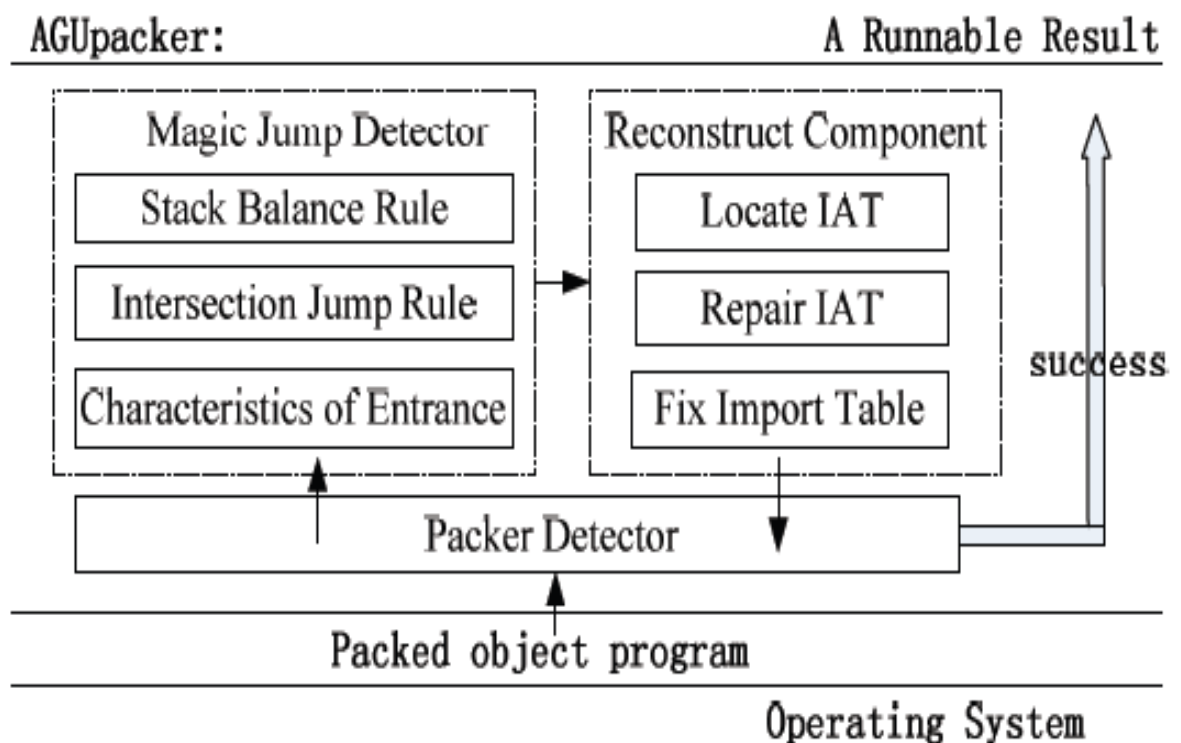 AGUpacker:
A Runnable Result
Magic Jump Detector
Stack Balance Rule
Intersection Jump Rule
Characteristics of Entrance
Reconstruct Component
Locate IAT
Repair IAT
Fix Import Table
success
Packer Detector
Packed object program
Operating System